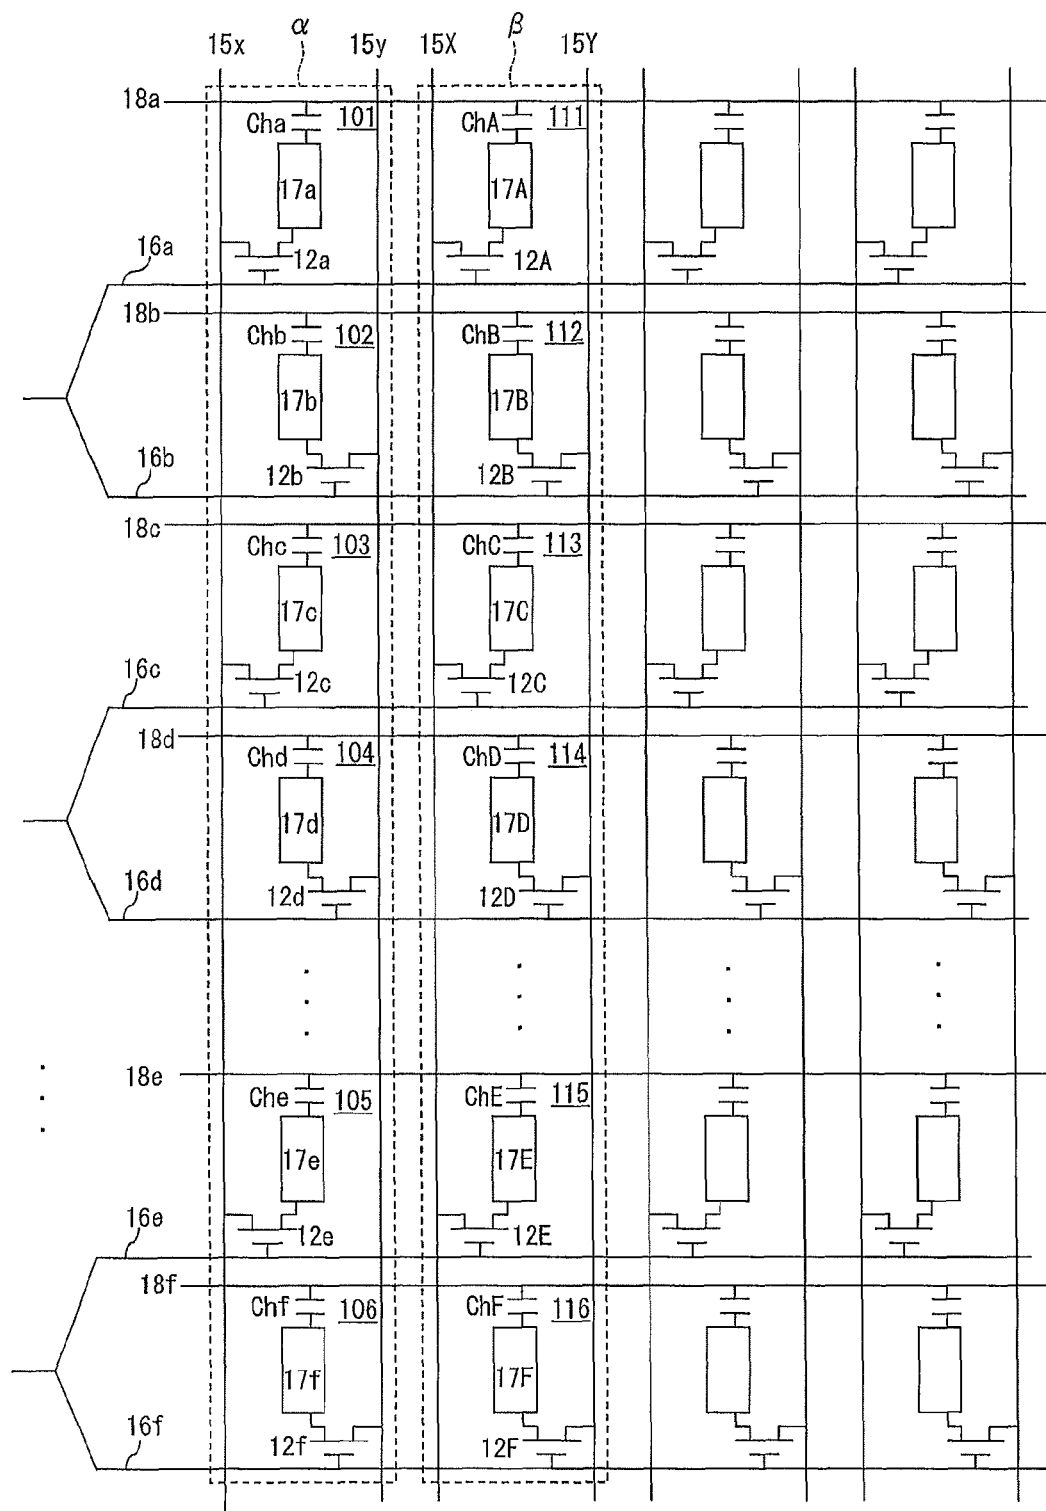 α β
15x 15y 15X 15Y
18a
Cha 101 ChA 111
17a 17A
16a 12a 12A
18b
Chb 102 ChB 112
17b 17B
16b 12b 12B
18c
Chc 103 ChC 113
17c 17C
16c 12c 12C
18d
Chd 104 ChD 114
17d 17D
16d 12d 12D
18e
Che 105 ChE 115
17e 17E
16e 12e 12E
18f
Chf 106 ChF 116
17f 17F
16f 12f 12F